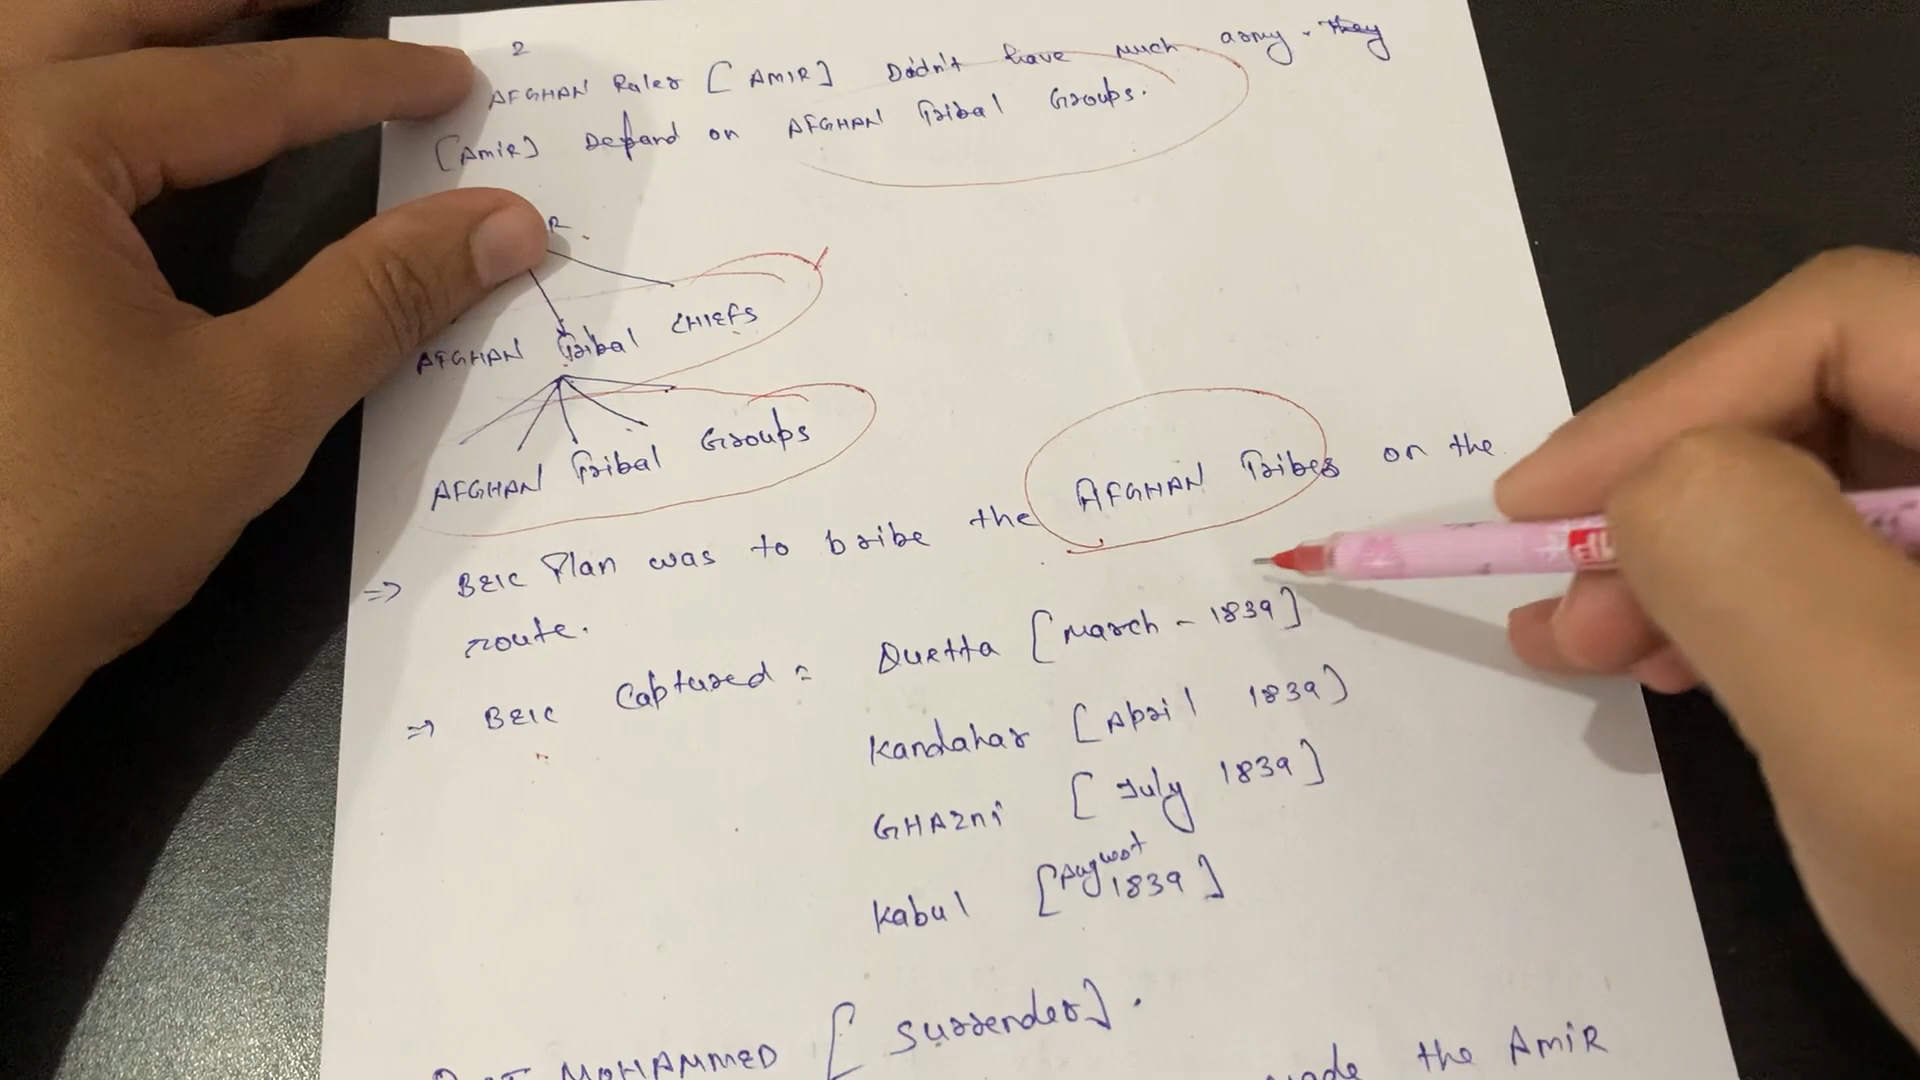 2
AFGHAN Ruler [AMIR] Didn't have much army. They
[AMIR] Depand on AFGHAN Tribal Groups.
R.
AFGHAN Tribal CHIEFS
AFGHAN Tribal Groups
=> BEIC Plan was to bribe the AFGHAN Tribes on the
route.
=> BEIC Captured = Quetta [March - 1839]
Kandahar [April 1839]
GHAZNI [July 1839]
Kabul [August 1839]
MOHAMMED [Surrender].
the AMIR